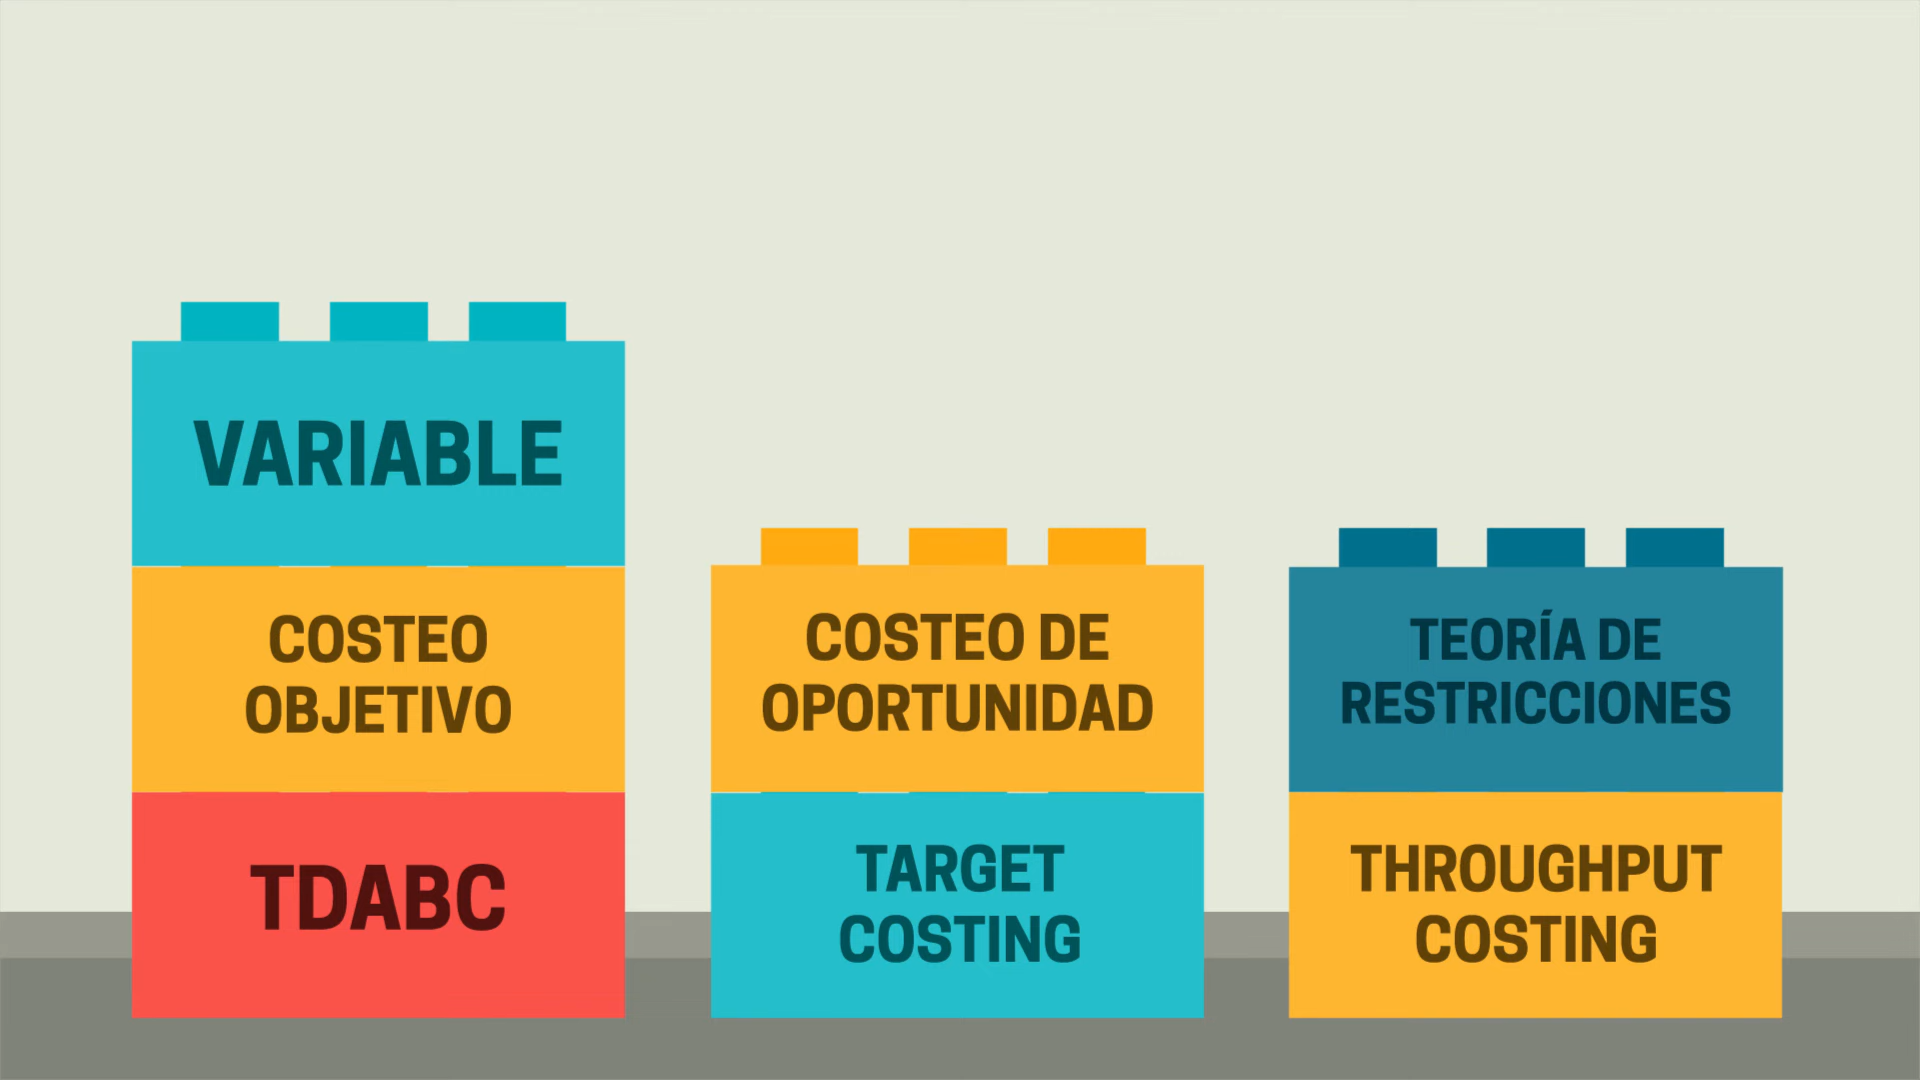 VARIABLE
COSTEO
OBJETIVO
TDABC
COSTEO DE
OPORTUNIDAD
TARGET
COSTING
TEORÍA DE
RESTRICCIONES
THROUGHPUT
COSTING